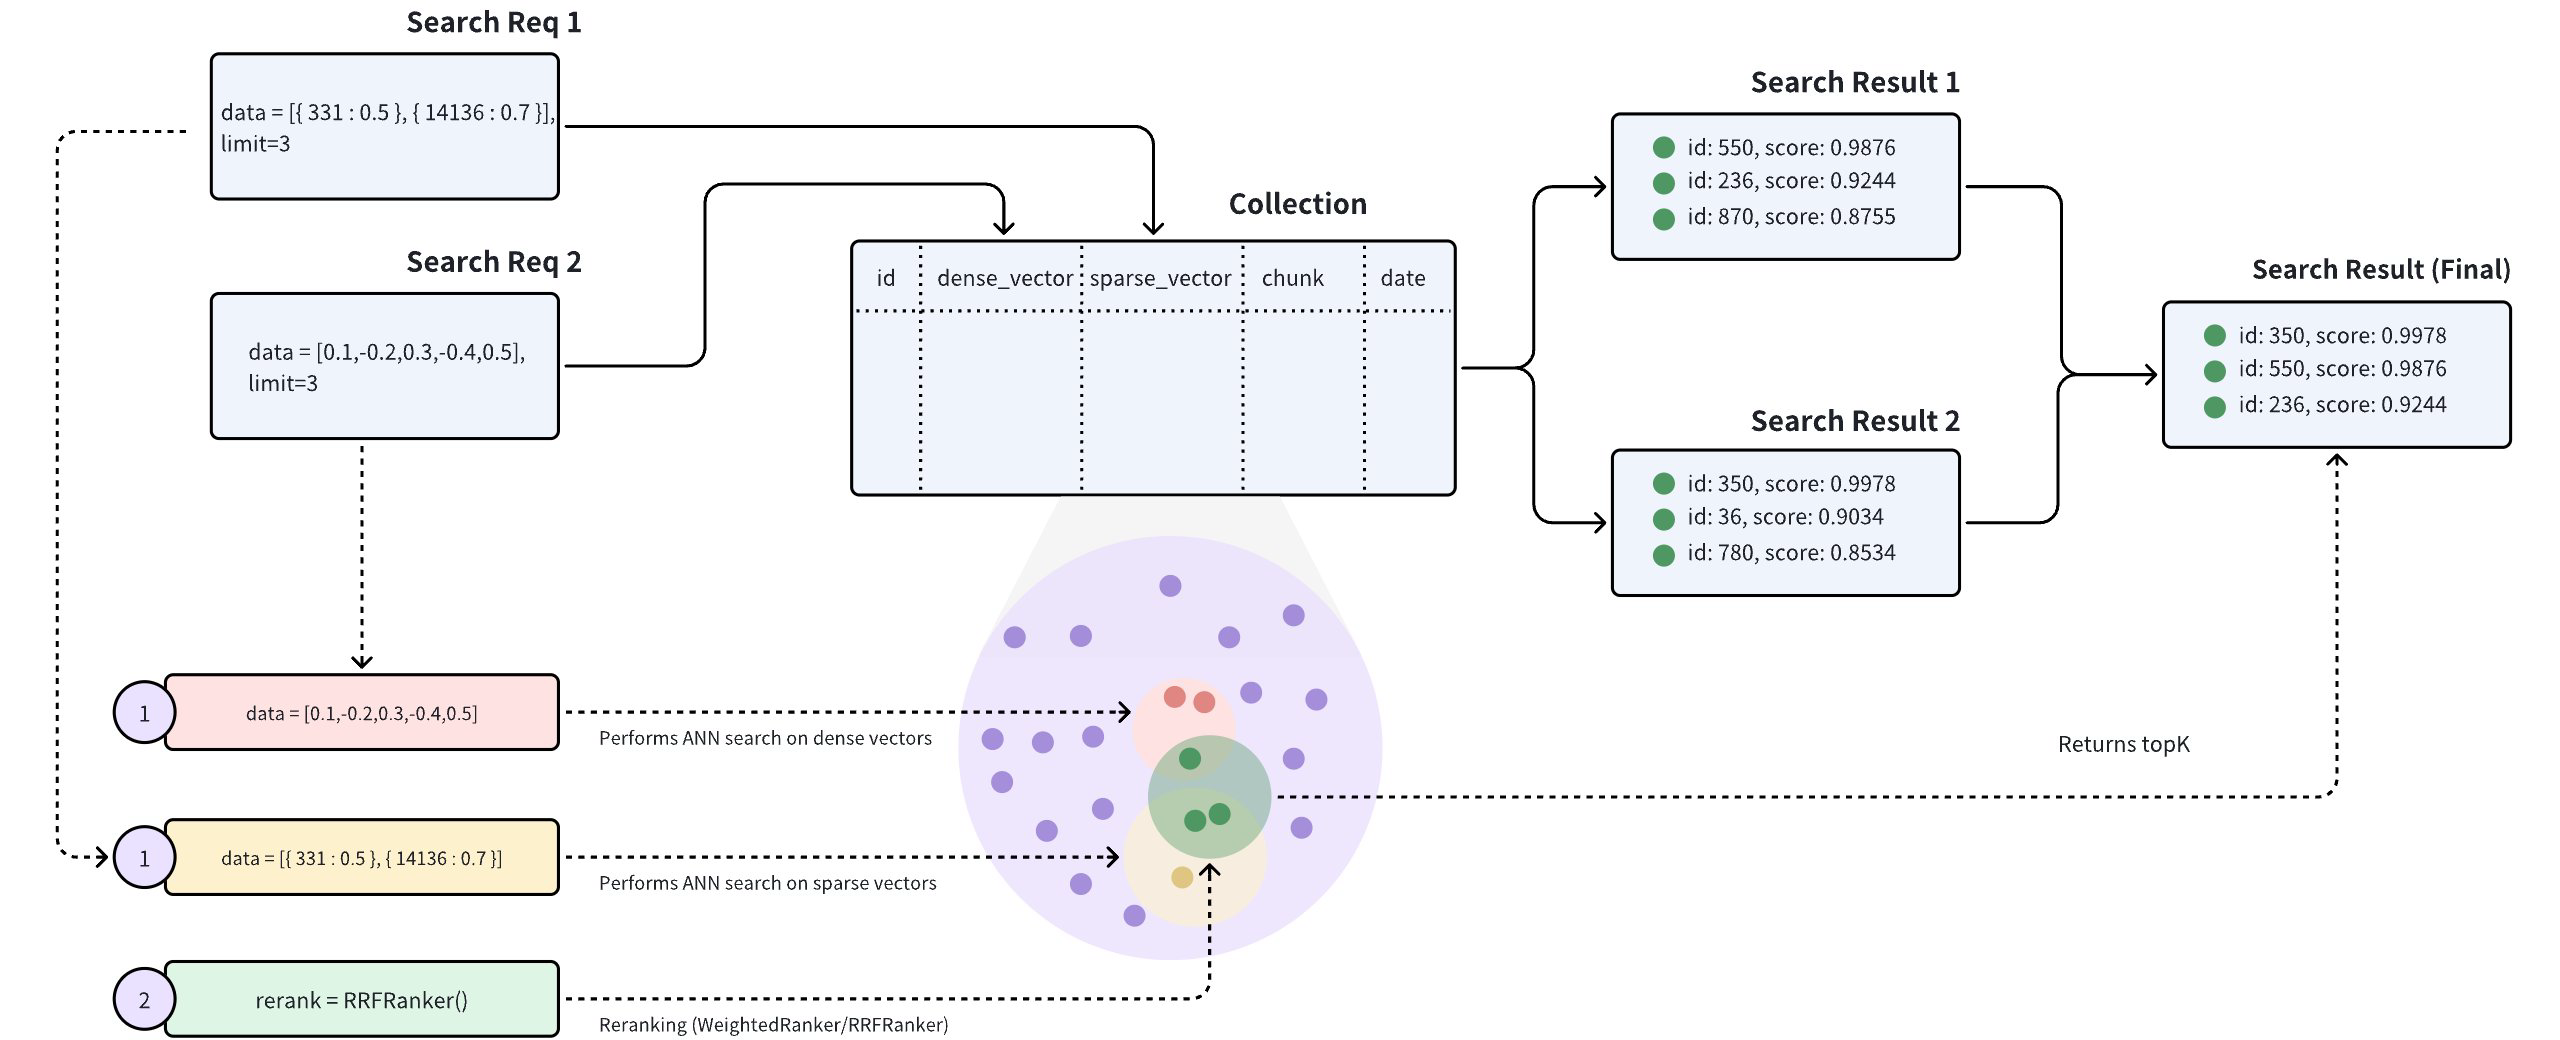 Search Req 1
data = [{ 331 : 0.5 }, { 14136 : 0.7 }],
limit=3
Search Req 2
data = [0.1,-0.2,0.3,-0.4,0.5],
limit=3
Collection
id
dense_vector
sparse_vector
chunk
date
Search Result 1
id: 550, score: 0.9876
id: 236, score: 0.9244
id: 870, score: 0.8755
Search Result 2
id: 350, score: 0.9978
id: 36, score: 0.9034
id: 780, score: 0.8534
Search Result (Final)
id: 350, score: 0.9978
id: 550, score: 0.9876
id: 236, score: 0.9244
1
data = [0.1,-0.2,0.3,-0.4,0.5]
Performs ANN search on dense vectors
1
data = [{ 331 : 0.5 }, { 14136 : 0.7 }]
Performs ANN search on sparse vectors
2
rerank = RRFRanker()
Reranking (WeightedRanker/RRFRanker)
Returns topK